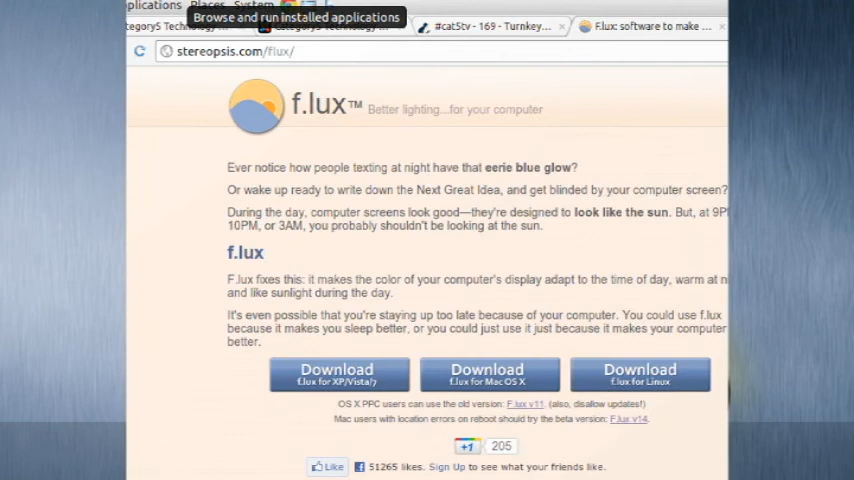 plications Places System
Browse and run installed applications
tegory5 Technology
Category5 Technology
#cat5tv - 169 - Turnkey...
F.lux: software to make ...
stereopsis.com/flux/
f.lux™ Better lighting...for your computer
Ever notice how people texting at night have that eerie blue glow?
Or wake up ready to write down the Next Great Idea, and get blinded by your computer screen?
During the day, computer screens look good—they're designed to look like the sun. But, at 9P
10PM, or 3AM, you probably shouldn't be looking at the sun.
f.lux
F.lux fixes this: it makes the color of your computer's display adapt to the time of day, warm at n
and like sunlight during the day.
It's even possible that you're staying up too late because of your computer. You could use f.lux
because it makes you sleep better, or you could just use it just because it makes your computer
better.
Download
f.lux for XP/Vista/7
Download
f.lux for Mac OS X
Download
f.lux for Linux
OS X PPC users can use the old version: F.lux v11. (also, disallow updates!)
Mac users with location errors on reboot should try the beta version: F.lux v14.
+1 205
Like 51265 likes. Sign Up to see what your friends like.